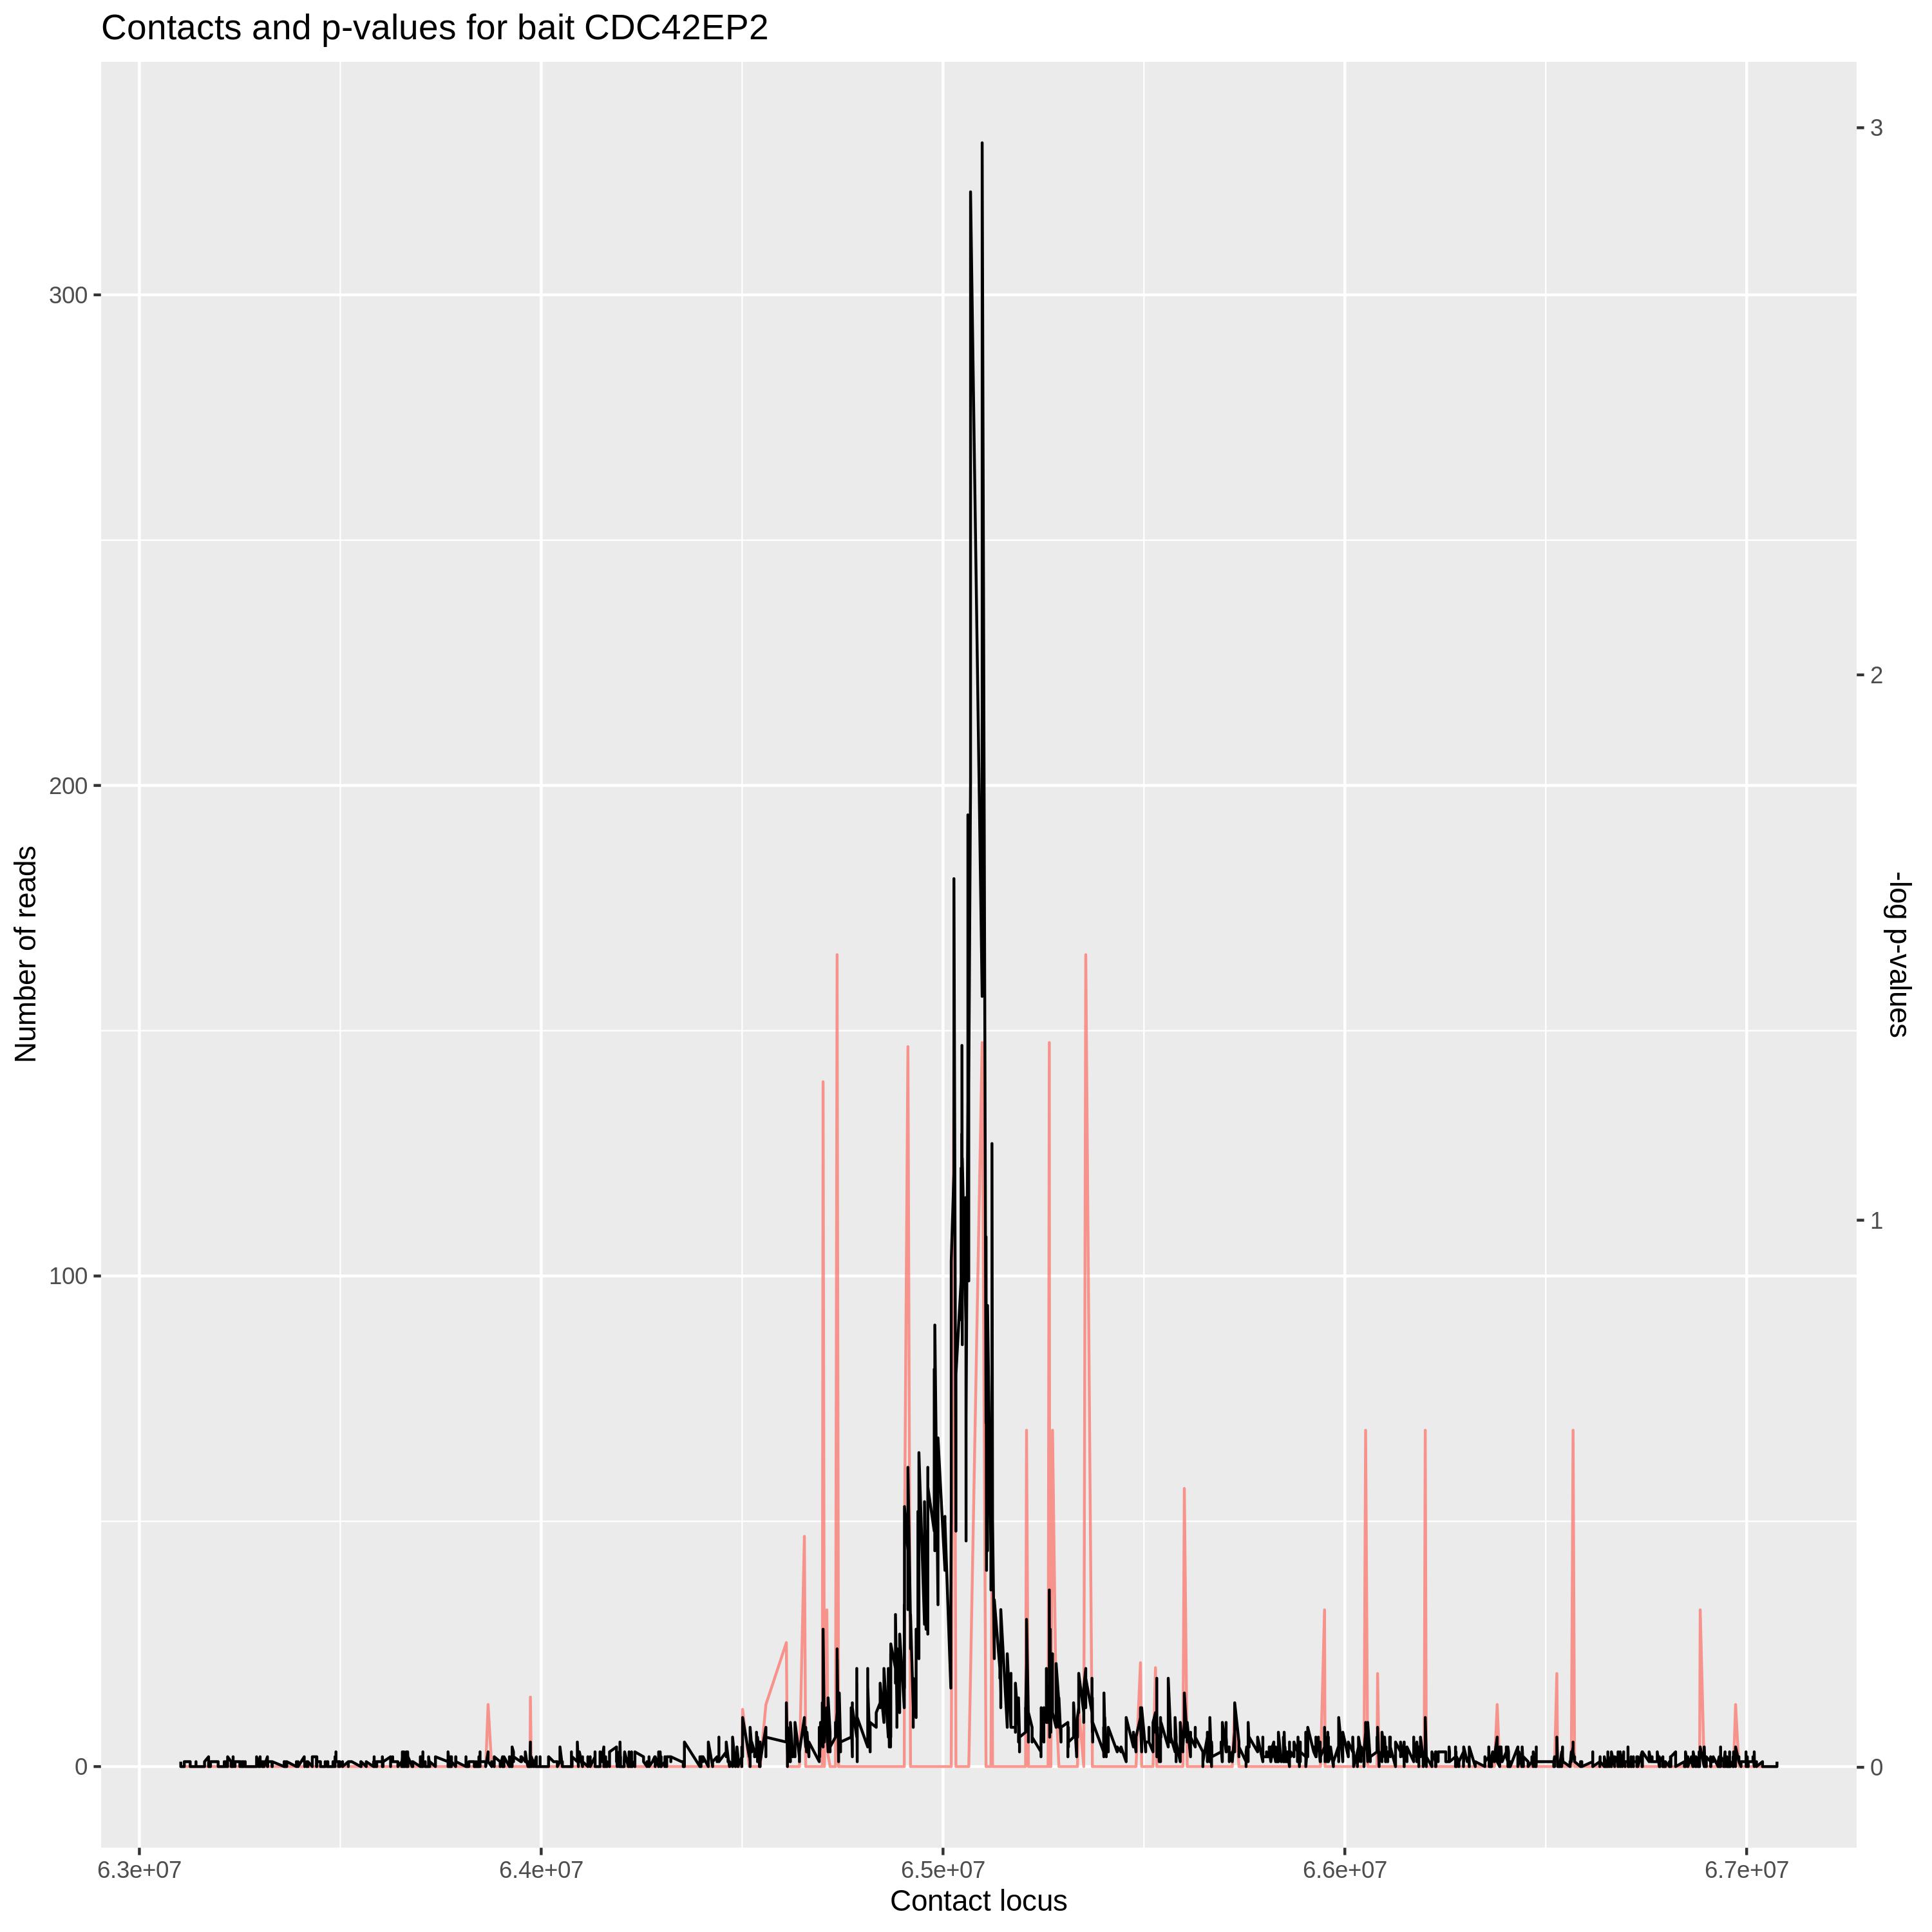 Contacts and p-values for bait CDC42EP2
Number of reads
300
200
100
0
3
2
1
0
-log p-values
6.3e+07 6.4e+07 6.5e+07 6.6e+07 6.7e+07
Contact locus